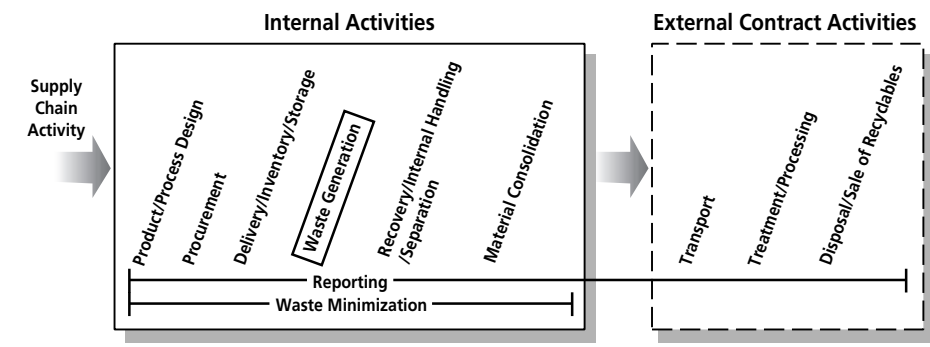 Internal Activities
External Contract Activities
Supply
Chain
Activity
Product/Process Design
Procurement
Delivery/Inventory/Storage
Waste Generation
Recovery/Internal Handling
/Separation
Material Consolidation
Transport
Treatment/Processing
Disposal/Sale of Recyclables
Reporting
Waste Minimization